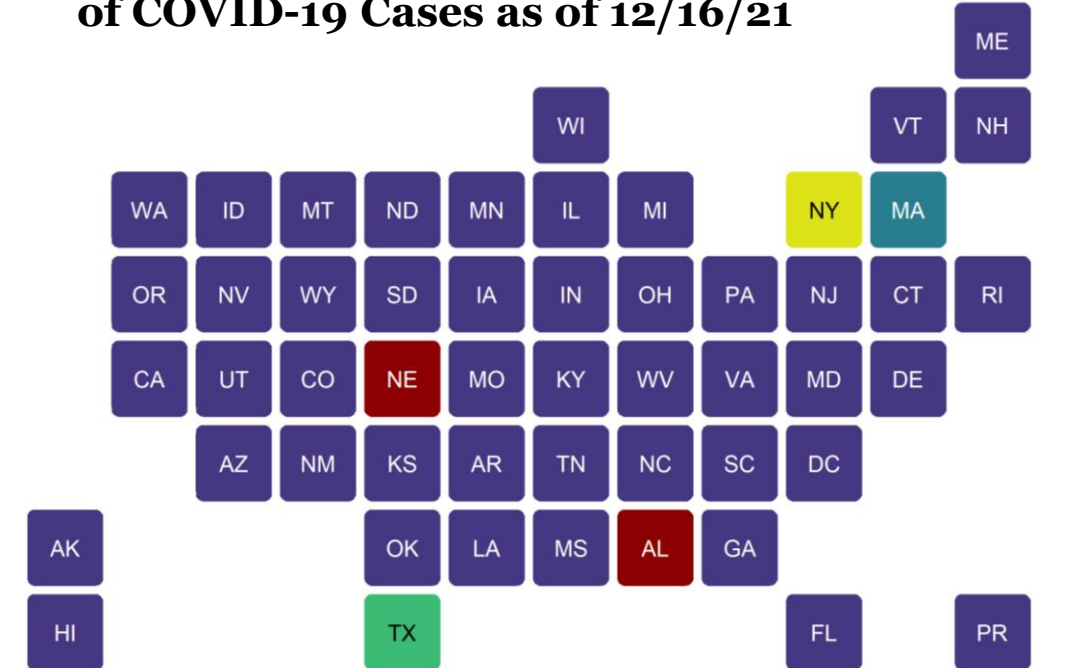 of COVID-19 Cases as of 12/16/21
ME
WI VT NH
WA ID MT ND MN IL MI NY MA
OR NV WY SD IA IN OH PA NJ CT RI
CA UT CO NE MO KY WV VA MD DE
AZ NM KS AR TN NC SC DC
AK OK LA MS AL GA
HI TX FL PR